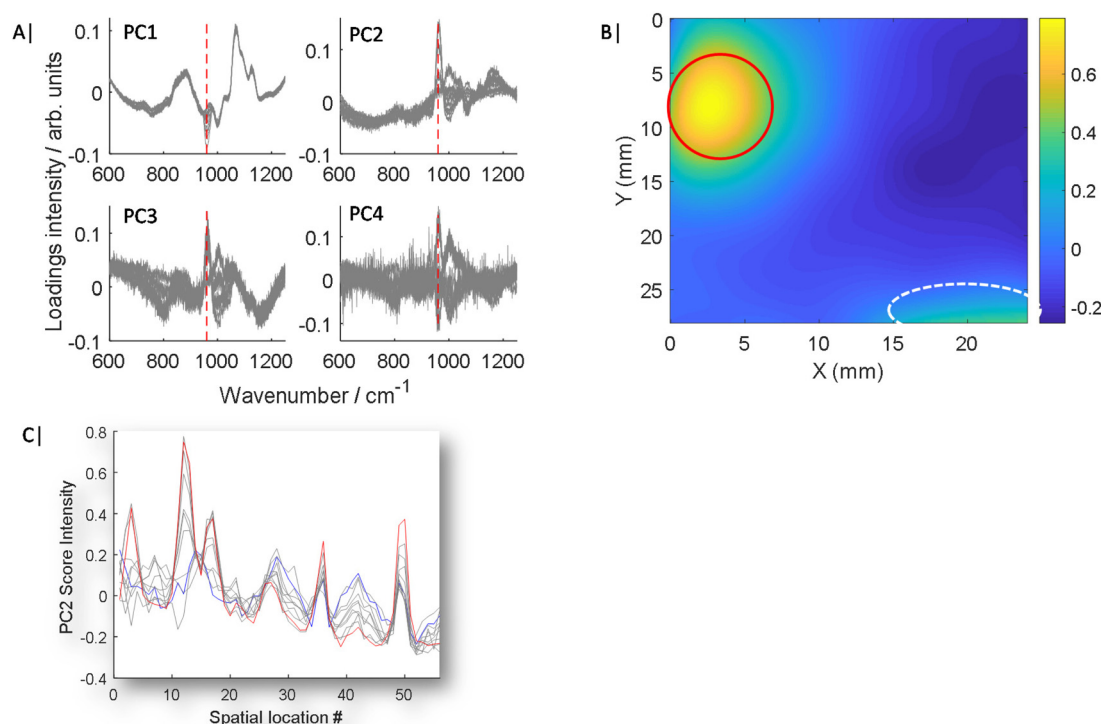 A|
PC1
PC2
0.1
0
-0.1
600 800 1000 1200
0.1
0
-0.1
600 800 1000 1200
PC3
PC4
0.1
0
-0.1
600 800 1000 1200
0.1
0
-0.1
600 800 1000 1200
Loadings intensity / arb. units
Wavenumber / cm⁻¹
B|
0
5
10
15
20
25
Y (mm)
0 5 10 15 20
X (mm)
0.6
0.4
0.2
0
-0.2
C|
0.8
0.6
0.4
0.2
0
-0.2
-0.4
PC2 Score Intensity
0 10 20 30 40 50
Spatial location #